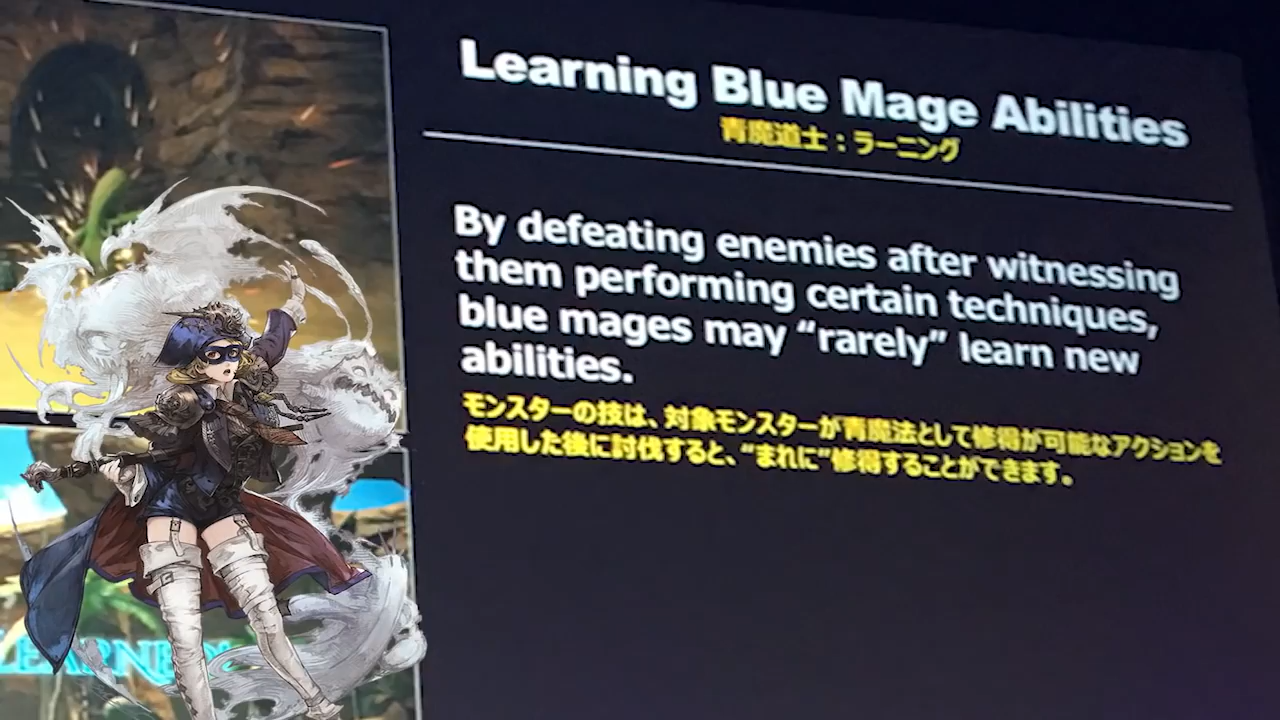 Learning Blue Mage Abilities
青魔道士：ラーニング
By defeating enemies after witnessing
them performing certain techniques,
blue mages may “rarely” learn new
abilities.
モンスターの技は、対象モンスターが青魔法として修得が可能なアクションを
使用した後に討伐すると、“まれに”修得することができます。
LEARNED